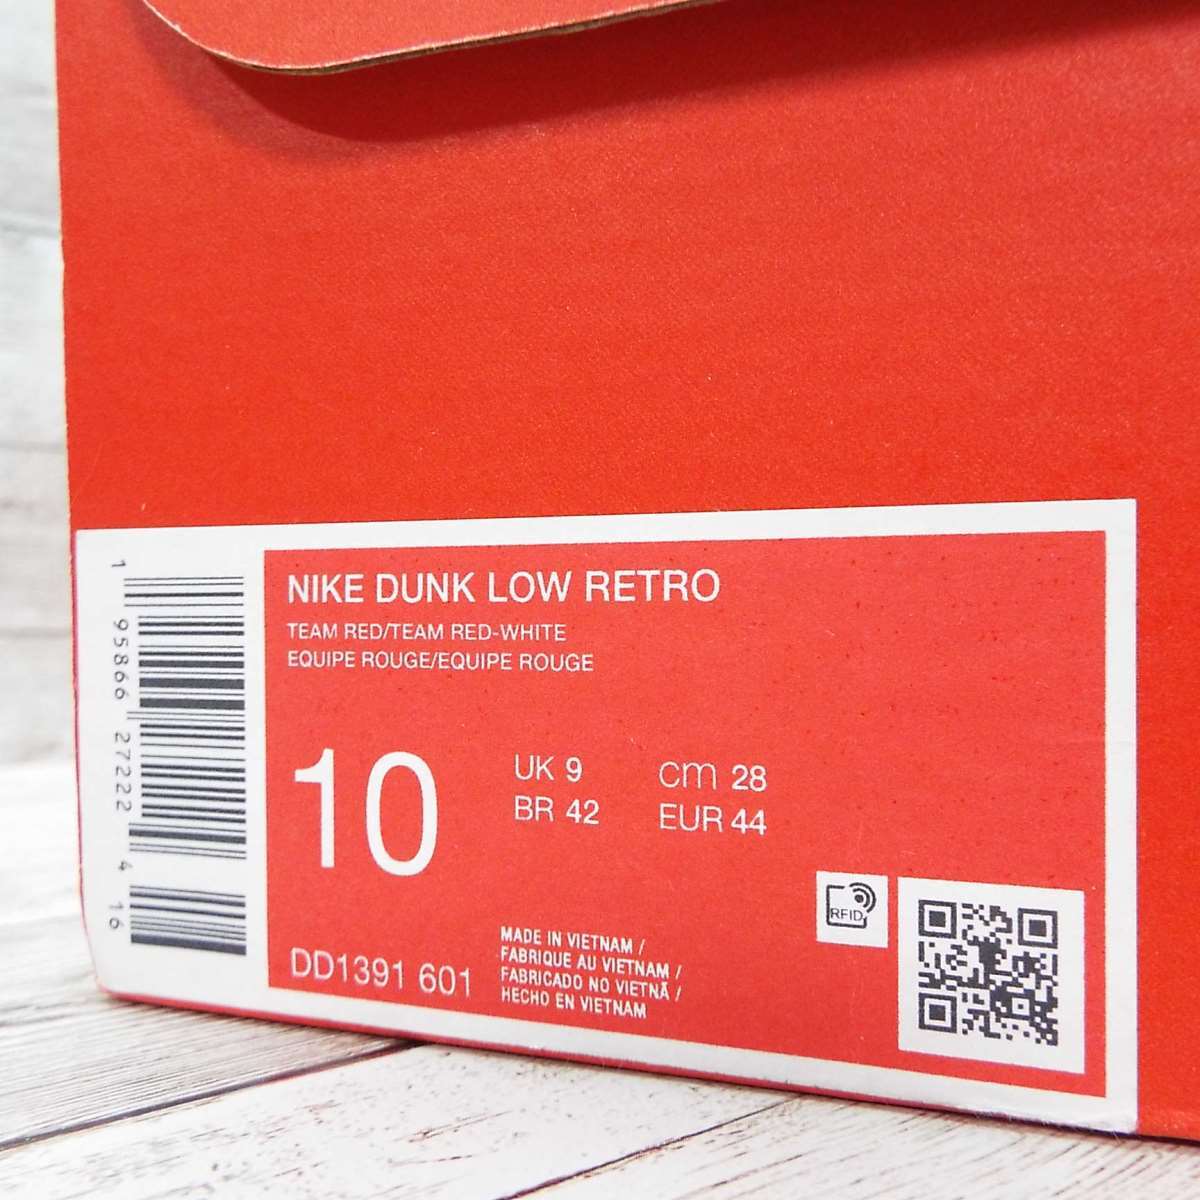 NIKE DUNK LOW RETRO
TEAM RED/TEAM RED-WHITE
EQUIPE ROUGE/EQUIPE ROUGE
10
UK 9
BR 42
cm 28
EUR 44
DD1391 601
MADE IN VIETNAM /
FABRIQUE AU VIETNAM /
FABRICADO NO VIETNÃ /
HECHO EN VIETNAM
RFID
1 95866 27222 4 16